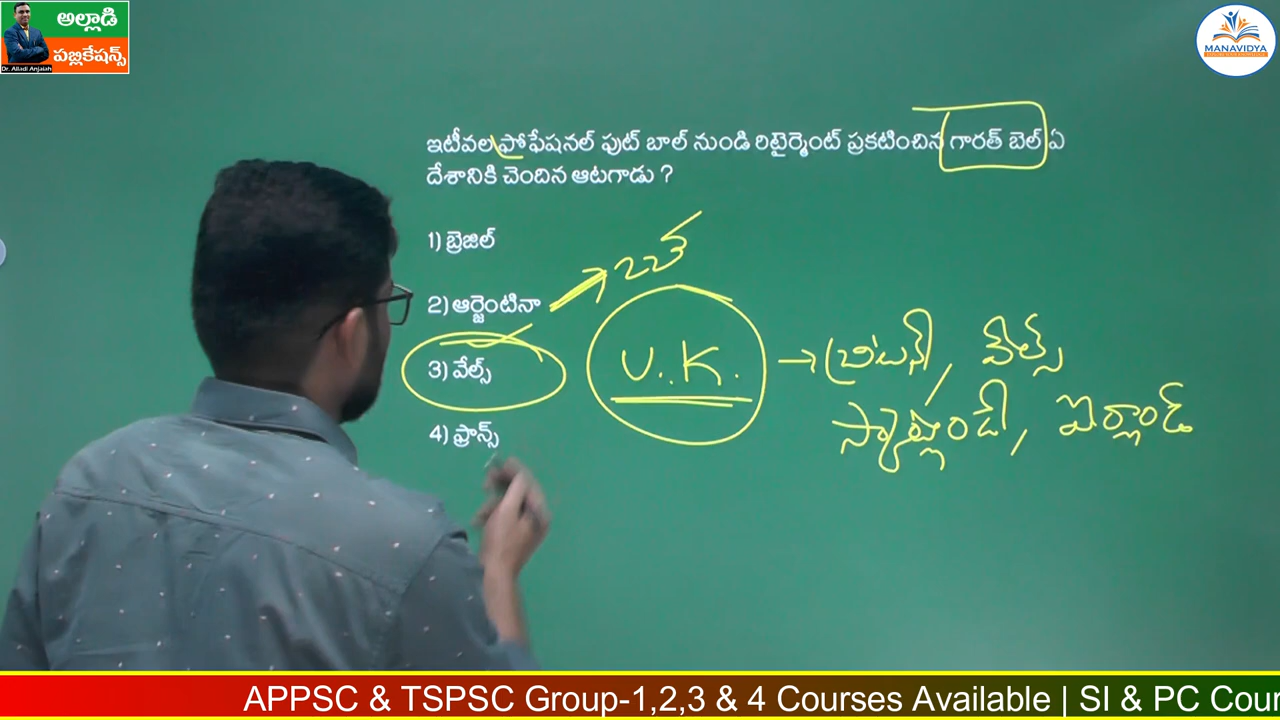 అల్లాడి
పబ్లికేషన్స్
Dr. Alladi Anjaiah
MANAVIDYA
ఇటీవల ఫ్రోఫేషనల్ ఫుట్ బాల్ నుండి రిటైర్మెంట్ ప్రకటించిన గారత్ బెల్ ఏ
దేశానికి చెందిన ఆటగాడు ?
1) బ్రెజిల్
2) ఆర్జెంటినా
3) వేల్స్
4) ఫ్రాన్స్
U.K.
బ్రిటన్, వేల్స్
స్కాట్లండ్, ఐర్లాండ్
APPSC & TSPSC Group-1,2,3 & 4 Courses Available | SI & PC Cour